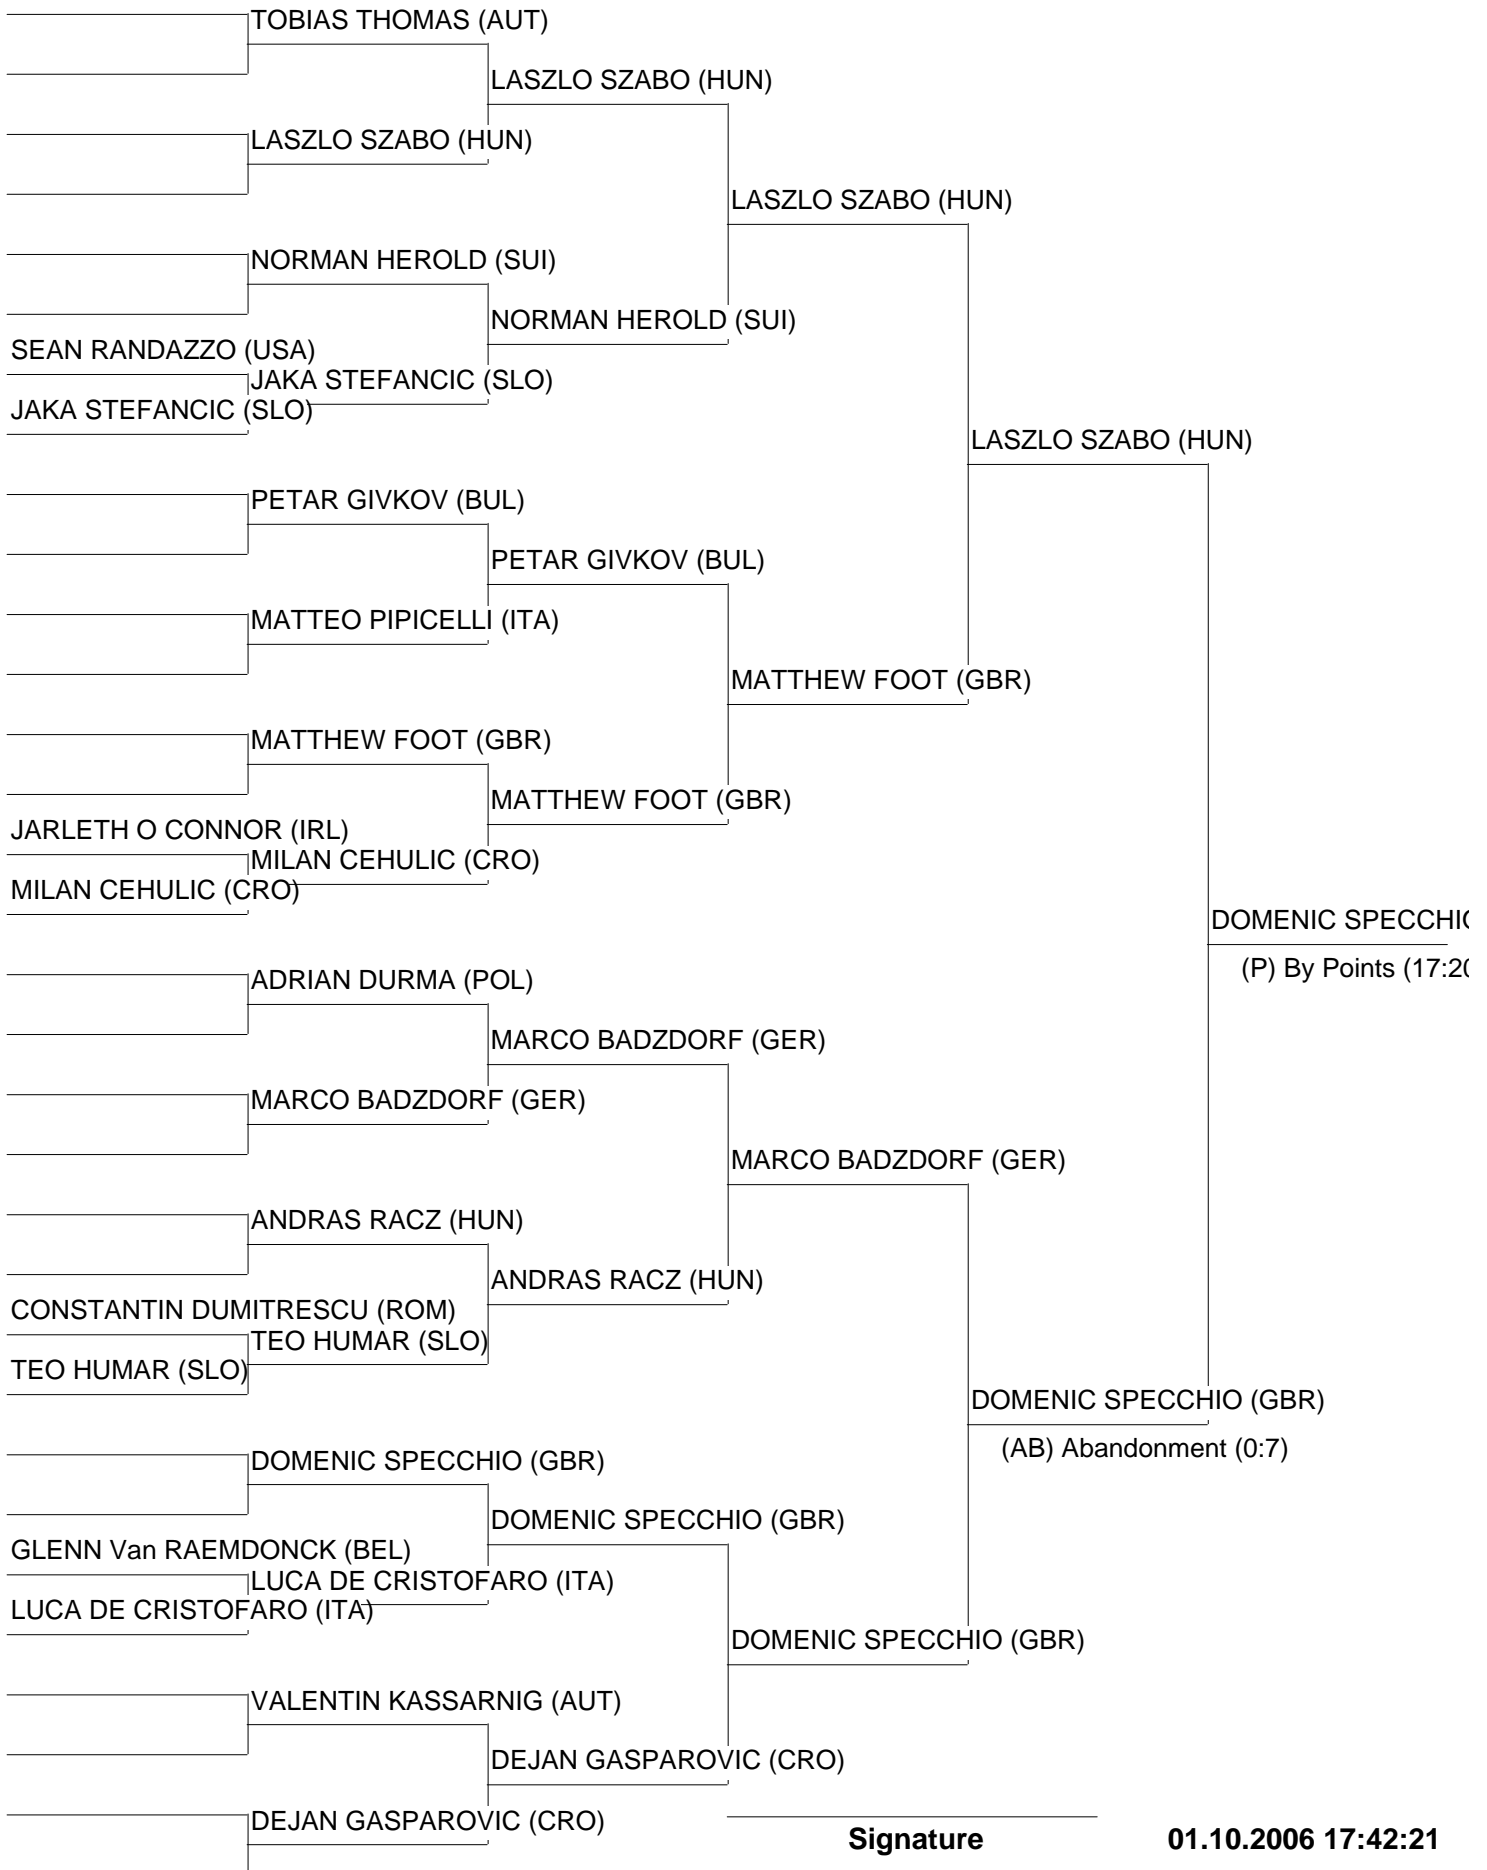 TOBIAS THOMAS (AUT)
LASZLO SZABO (HUN)
LASZLO SZABO (HUN)
LASZLO SZABO (HUN)
NORMAN HEROLD (SUI)
NORMAN HEROLD (SUI)
SEAN RANDAZZO (USA)
JAKA STEFANCIC (SLO)
JAKA STEFANCIC (SLO)
LASZLO SZABO (HUN)
PETAR GIVKOV (BUL)
PETAR GIVKOV (BUL)
MATTEO PIPICELLI (ITA)
MATTHEW FOOT (GBR)
MATTHEW FOOT (GBR)
MATTHEW FOOT (GBR)
JARLETH O CONNOR (IRL)
MILAN CEHULIC (CRO)
MILAN CEHULIC (CRO)
DOMENIC SPECCHIO
(P) By Points (17:20
ADRIAN DURMA (POL)
MARCO BADZDORF (GER)
MARCO BADZDORF (GER)
MARCO BADZDORF (GER)
ANDRAS RACZ (HUN)
ANDRAS RACZ (HUN)
CONSTANTIN DUMITRESCU (ROM)
TEO HUMAR (SLO)
TEO HUMAR (SLO)
DOMENIC SPECCHIO (GBR)
(AB) Abandonment (0:7)
DOMENIC SPECCHIO (GBR)
DOMENIC SPECCHIO (GBR)
GLENN Van RAEMDONCK (BEL)
LUCA DE CRISTOFARO (ITA)
LUCA DE CRISTOFARO (ITA)
DOMENIC SPECCHIO (GBR)
VALENTIN KASSARNIG (AUT)
DEJAN GASPAROVIC (CRO)
DEJAN GASPAROVIC (CRO)
Signature 01.10.2006 17:42:21